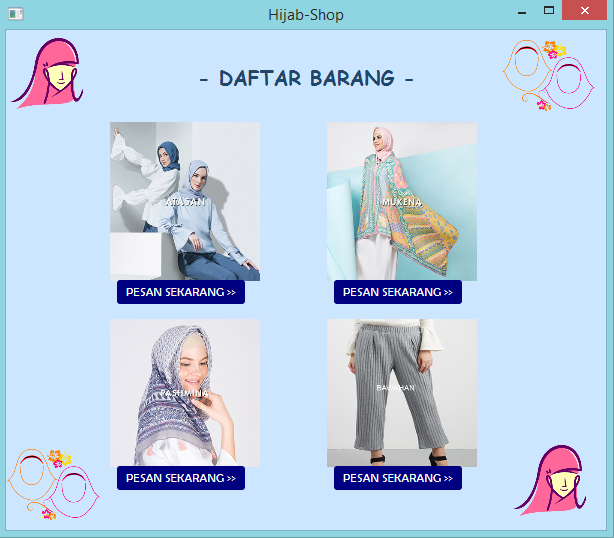 Hijab-Shop
- DAFTAR BARANG -
ATASAN
MUKENA
PESAN SEKARANG >>
PESAN SEKARANG >>
PASHMINA
BAWAHAN
PESAN SEKARANG >>
PESAN SEKARANG >>